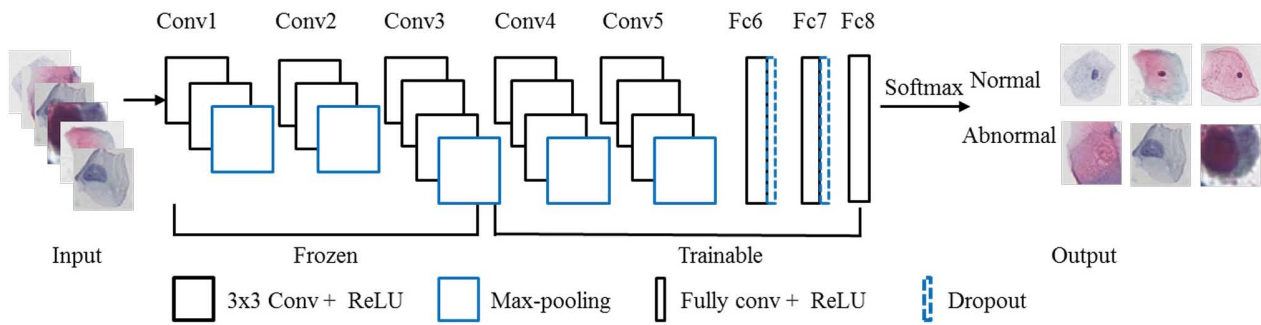 Conv1 Conv2 Conv3 Conv4 Conv5 Fc6 Fc7 Fc8
Softmax
Normal
Abnormal
Input Frozen Trainable Output
3x3 Conv + ReLU Max-pooling Fully conv + ReLU Dropout